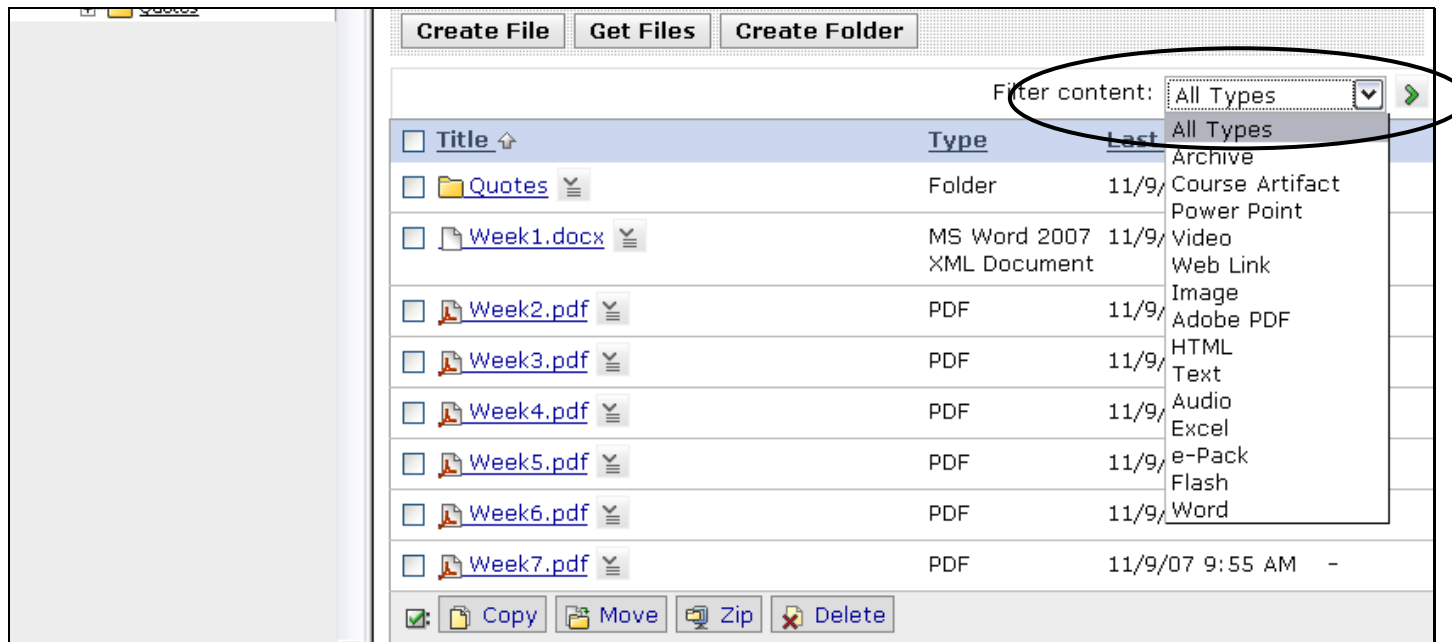 Quotes
Create File Get Files Create Folder
Filter content: All Types
Title Type Last
All Types
Archive
Quotes Folder 11/9/
Course Artifact
Power Point
Week1.docx MS Word 2007 XML Document 11/9/
Video
Web Link
Image
Week2.pdf PDF 11/9/
Adobe PDF
HTML
Week3.pdf PDF 11/9/
Text
Audio
Week4.pdf PDF 11/9/
Excel
e-Pack
Week5.pdf PDF 11/9/
Flash
Week6.pdf PDF 11/9/
Word
Week7.pdf PDF 11/9/07 9:55 AM -
Copy Move Zip Delete